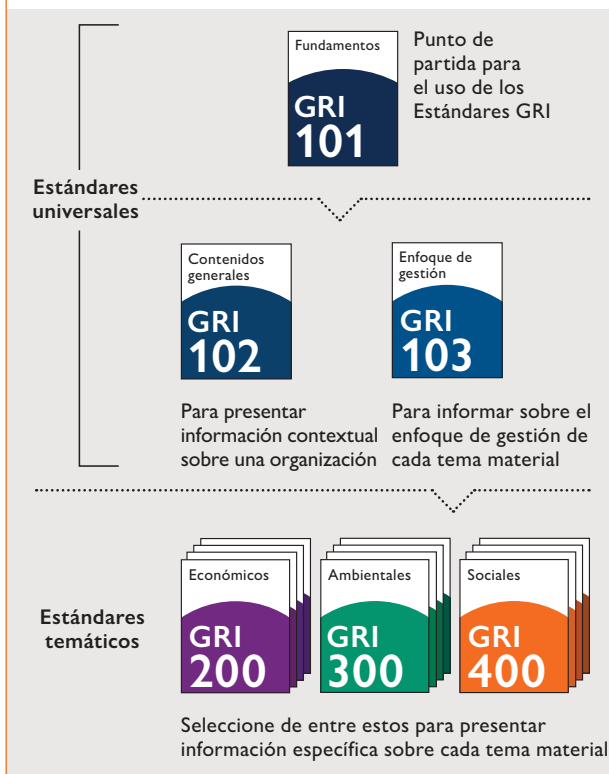 Fundamentos
GRI
101
Punto de
partida para
el uso de los
Estándares GRI
Estándares
universales
Contenidos
generales
GRI
102
Enfoque de
gestión
GRI
103
Para presentar
información contextual
sobre una organización
Para informar sobre el
enfoque de gestión de
cada tema material
Estándares
temáticos
Económicos
GRI
200
Ambientales
GRI
300
Sociales
GRI
400
Seleccione de entre estos para presentar
información específica sobre cada tema material